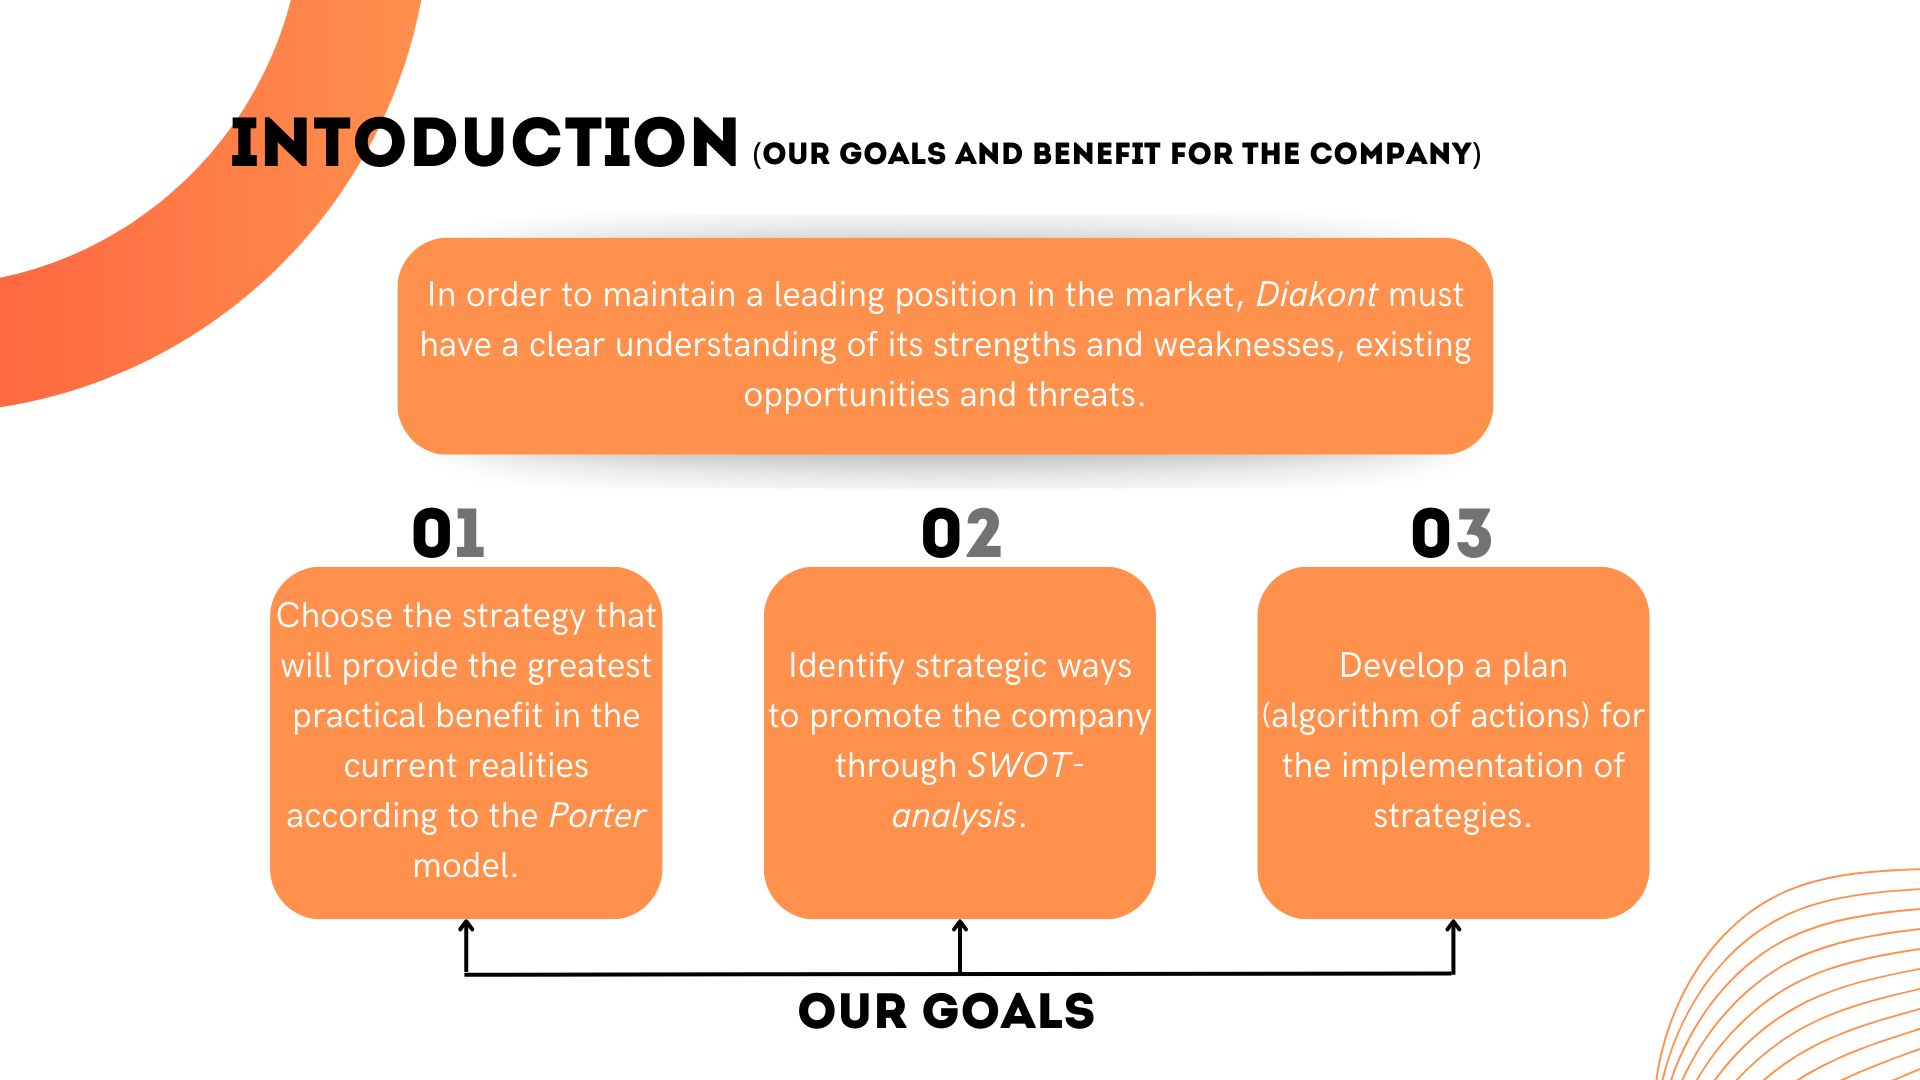 INTODUCTION (OUR GOALS AND BENEFIT FOR THE COMPANY)
In order to maintain a leading position in the market, Diakont must
have a clear understanding of its strengths and weaknesses, existing
opportunities and threats.
01
Choose the strategy that
will provide the greatest
practical benefit in the
current realities
according to the Porter
model.
02
Identify strategic ways
to promote the company
through SWOT-
analysis.
03
Develop a plan
(algorithm of actions) for
the implementation of
strategies.
OUR GOALS